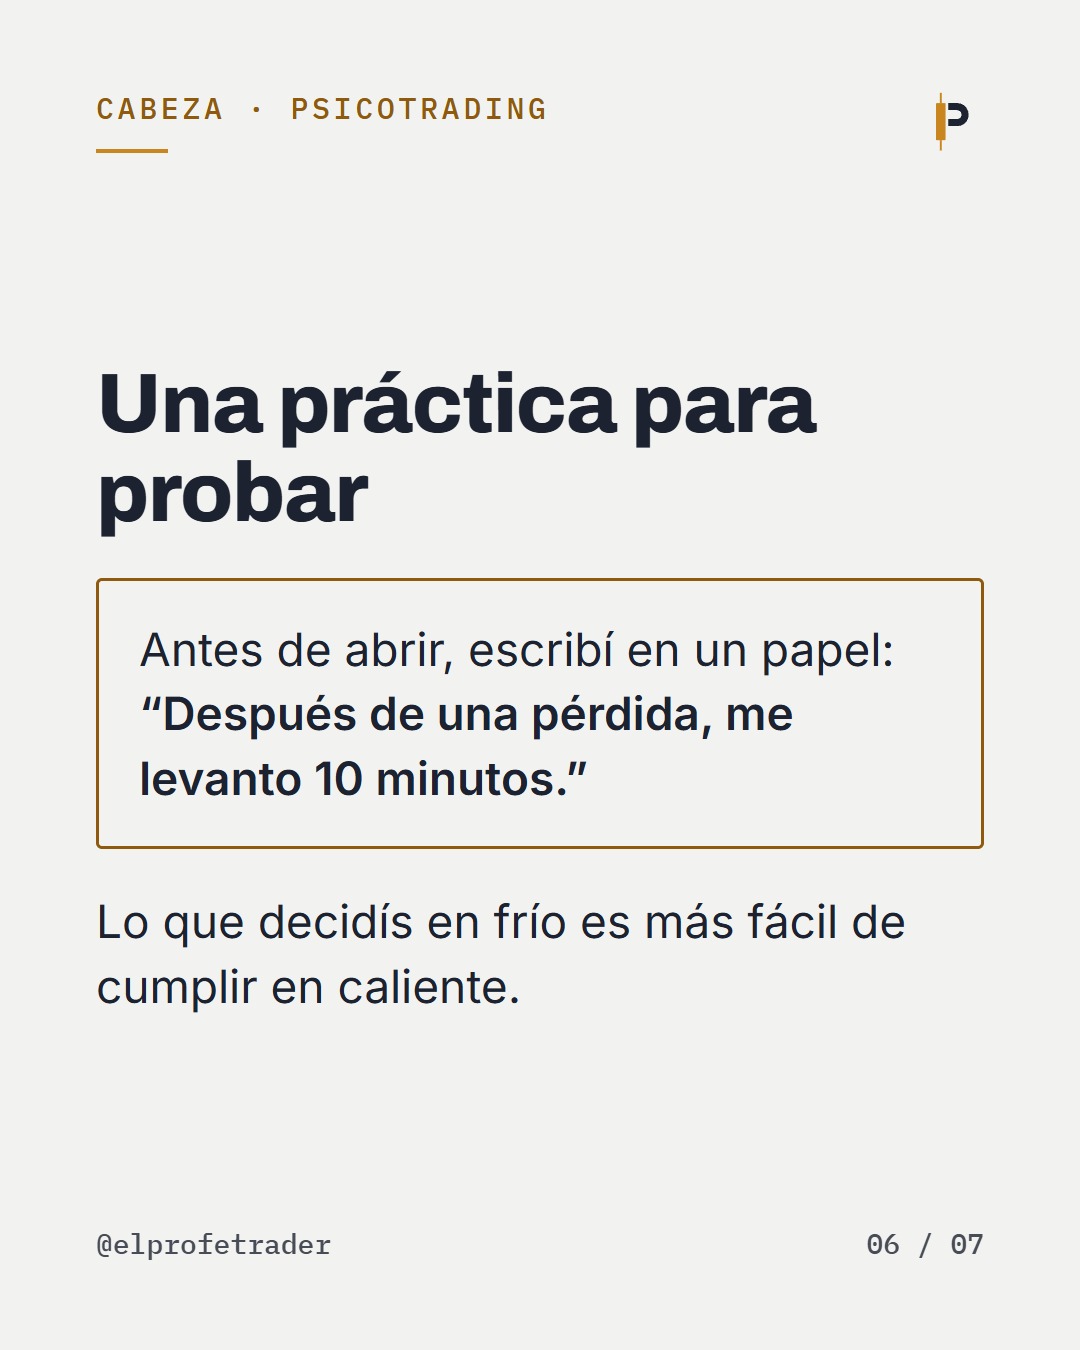 CABEZA · PSICOTRADING
P
Una práctica para
probar
Antes de abrir, escribí en un papel:
“Después de una pérdida, me
levanto 10 minutos.”
Lo que decidís en frío es más fácil de
cumplir en caliente.
@elprofetrader
06 / 07